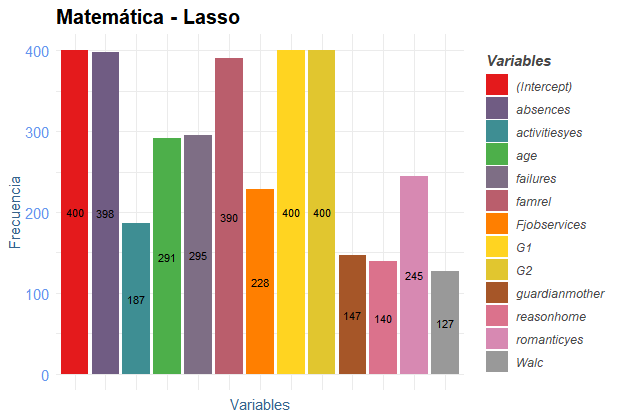 Matemática - Lasso
400
300
200
100
0
Frecuencia
400
398
187
291
295
390
228
400
400
147
140
245
127
Variables
Variables
(Intercept)
absences
activitiesyes
age
failures
famrel
Fjobservices
G1
G2
guardianmother
reasonhome
romanticyes
Walc